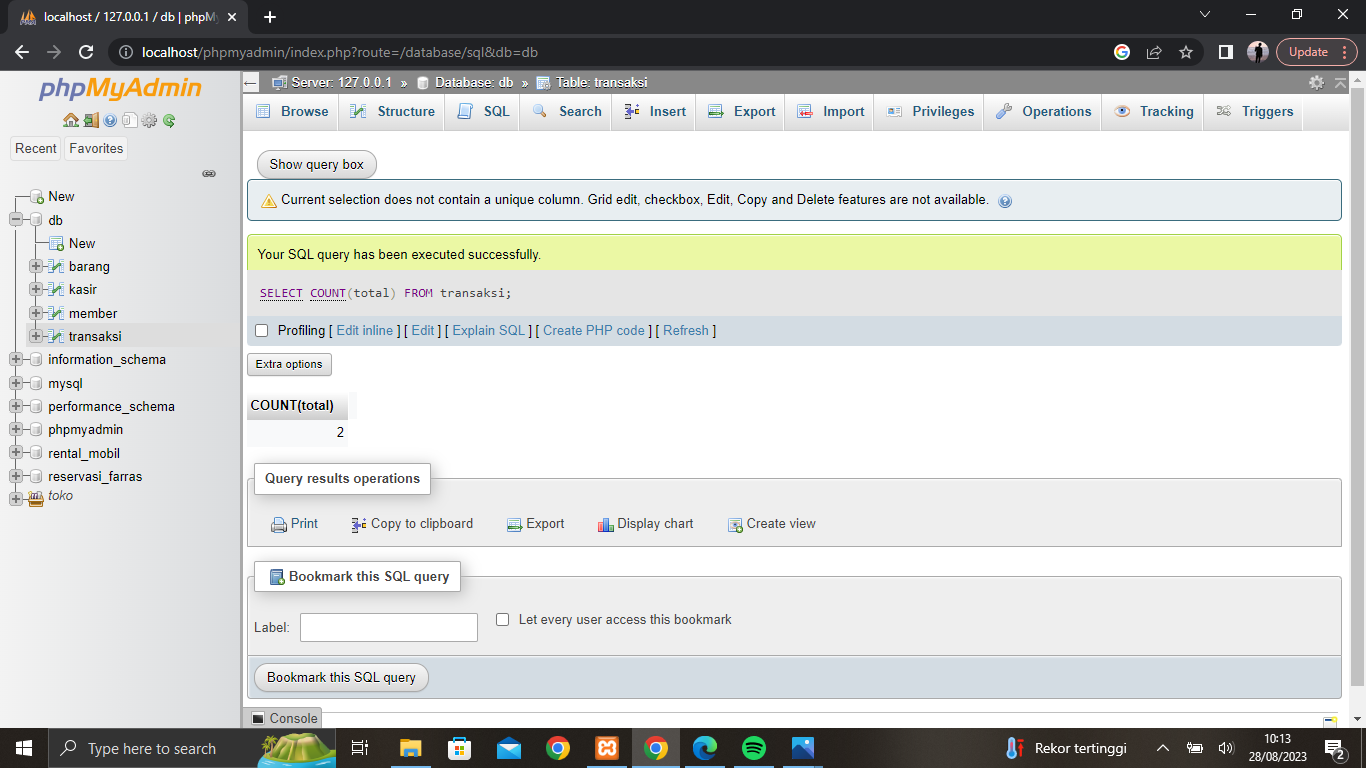 localhost / 127.0.0.1 / db | phpMy
localhost/phpmyadmin/index.php?route=/database/sql&db=db
Update
phpMyAdmin
Recent
Favorites
New
db
New
barang
kasir
member
transaksi
information_schema
mysql
performance_schema
phpmyadmin
rental_mobil
reservasi_farras
toko
Server: 127.0.0.1 » Database: db » Table: transaksi
Browse
Structure
SQL
Search
Insert
Export
Import
Privileges
Operations
Tracking
Triggers
Show query box
Current selection does not contain a unique column. Grid edit, checkbox, Edit, Copy and Delete features are not available.
Your SQL query has been executed successfully.
SELECT COUNT(total) FROM transaksi;
Profiling [ Edit inline ] [ Edit ] [ Explain SQL ] [ Create PHP code ] [ Refresh ]
Extra options
COUNT(total)
2
Query results operations
Print
Copy to clipboard
Export
Display chart
Create view
Bookmark this SQL query
Label:
Let every user access this bookmark
Bookmark this SQL query
Console
Type here to search
Rekor tertinggi
10:13
28/08/2023
2